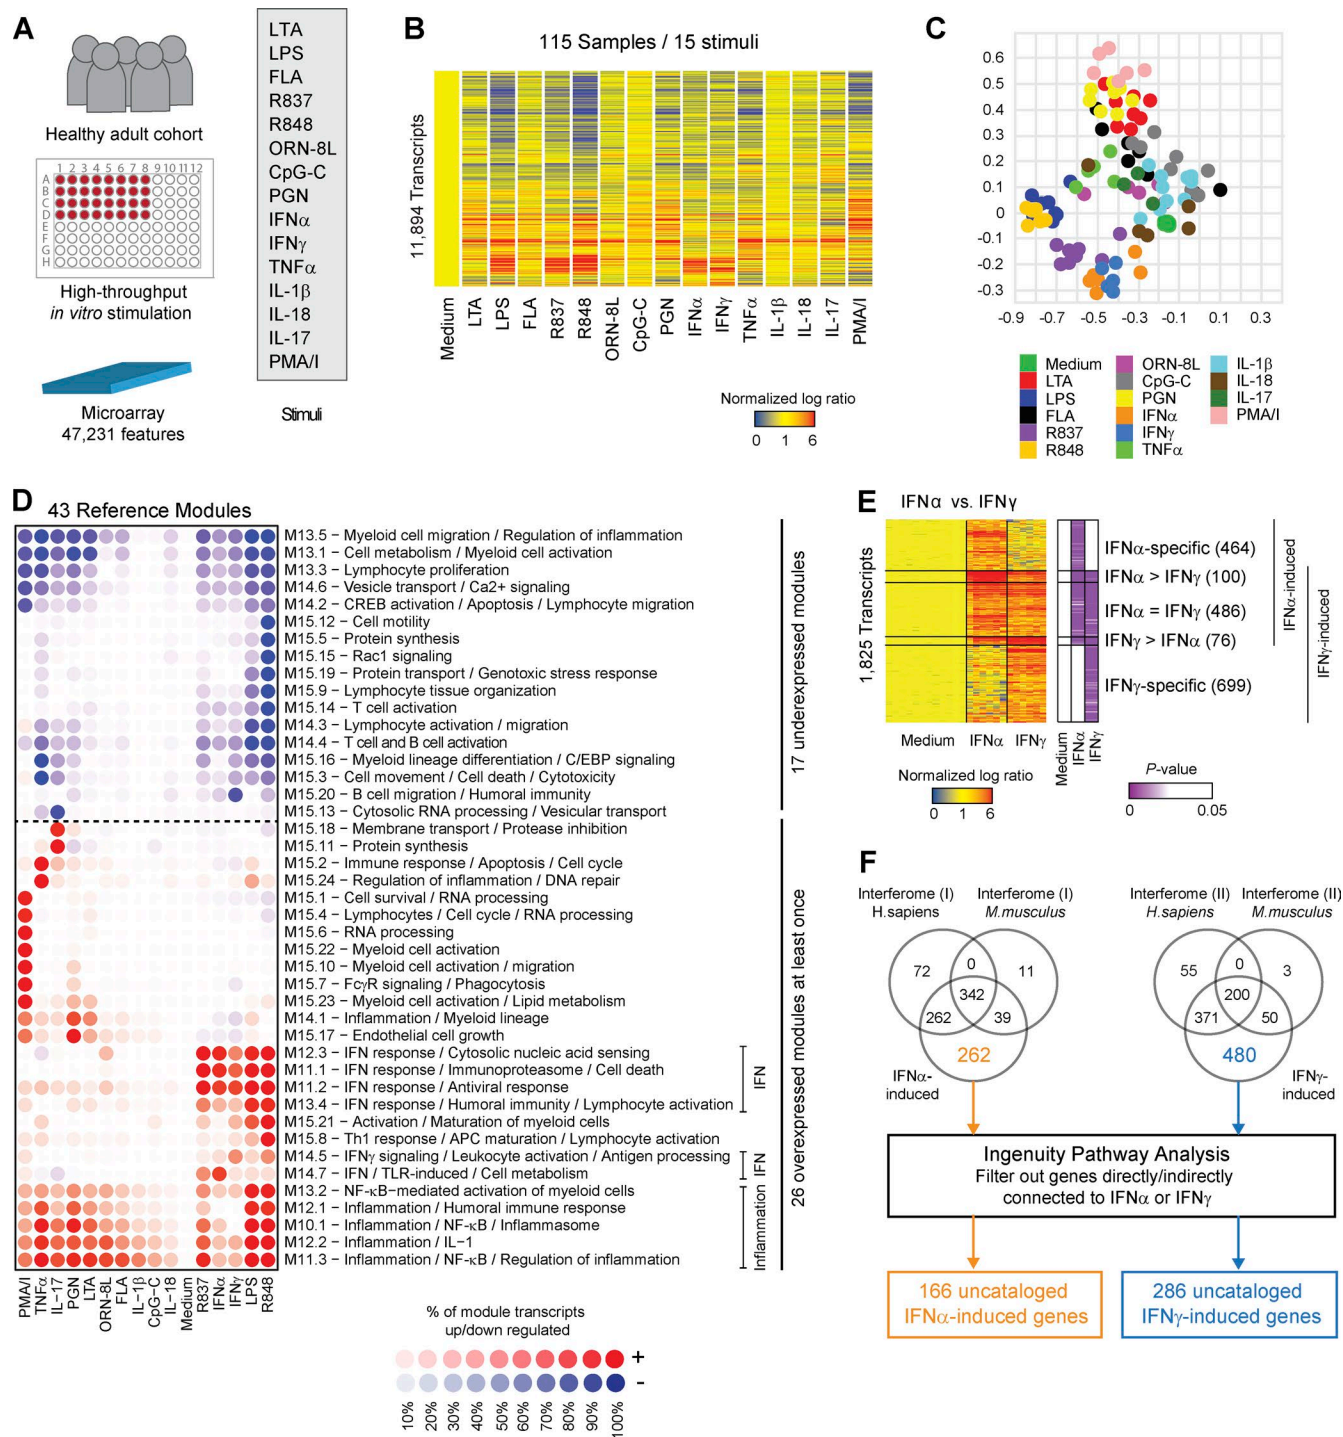 A
Healthy adult cohort
1 2 3 4 5 6 7 8 9 10 11 12
A
B
C
D
E
F
G
H
High-throughput
in vitro stimulation
Microarray
47,231 features
LTA
LPS
FLA
R837
R848
ORN-8L
CpG-C
PGN
IFNα
IFNγ
TNFα
IL-1β
IL-18
IL-17
PMA/I
Stimuli
B
115 Samples / 15 stimuli
11,894 Transcripts
Medium
LTA
LPS
FLA
R837
R848
ORN-8L
CpG-C
PGN
IFNα
IFNγ
TNFα
IL-1β
IL-18
IL-17
PMA/I
Normalized log ratio
0 1 6
C
0.6
0.5
0.4
0.3
0.2
0.1
0
-0.1
-0.2
-0.3
-0.9 -0.7 -0.5 -0.3 -0.1 0.1 0.3
Medium
LTA
LPS
FLA
R837
R848
ORN-8L
CpG-C
PGN
IFNα
IFNγ
TNFα
IL-1β
IL-18
IL-17
PMA/I
D
43 Reference Modules
M13.5 − Myeloid cell migration / Regulation of inflammation
M13.1 − Cell metabolism / Myeloid cell activation
M13.3 − Lymphocyte proliferation
M14.6 − Vesicle transport / Ca2+ signaling
M14.2 − CREB activation / Apoptosis / Lymphocyte migration
M15.12 − Cell motility
M15.5 − Protein synthesis
M15.15 − Rac1 signaling
M15.19 − Protein transport / Genotoxic stress response
M15.9 − Lymphocyte tissue organization
M15.14 − T cell activation
M14.3 − Lymphocyte activation / migration
M14.4 − T cell and B cell activation
M15.16 − Myeloid lineage differentiation / C/EBP signaling
M15.3 − Cell movement / Cell death / Cytotoxicity
M15.20 − B cell migration / Humoral immunity
M15.13 − Cytosolic RNA processing / Vesicular transport
M15.18 − Membrane transport / Protease inhibition
M15.11 − Protein synthesis
M15.2 − Immune response / Apoptosis / Cell cycle
M15.24 − Regulation of inflammation / DNA repair
M15.1 − Cell survival / RNA processing
M15.4 − Lymphocytes / Cell cycle / RNA processing
M15.6 − RNA processing
M15.22 − Myeloid cell activation
M15.10 − Myeloid cell activation / migration
M15.7 − FcγR signaling / Phagocytosis
M15.23 − Myeloid cell activation / Lipid metabolism
M14.1 − Inflammation / Myeloid lineage
M15.17 − Endothelial cell growth
M12.3 − IFN response / Cytosolic nucleic acid sensing
M11.1 − IFN response / Immunoproteasome / Cell death
M11.2 − IFN response / Antiviral response
M13.4 − IFN response / Humoral immunity / Lymphocyte activation
M15.21 − Activation / Maturation of myeloid cells
M15.8 − Th1 response / APC maturation / Lymphocyte activation
M14.5 − IFNγ signaling / Leukocyte activation / Antigen processing
M14.7 − IFN / TLR-induced / Cell metabolism
M13.2 − NF-κB−mediated activation of myeloid cells
M12.1 − Inflammation / Humoral immune response
M10.1 − Inflammation / NF-κB / Inflammasome
M12.2 − Inflammation / IL−1
M11.3 − Inflammation / NF-κB / Regulation of inflammation
IFN
IFN
Inflammation
17 underexpressed modules
26 overexpressed modules at least once
PMA/I
TNFα
IL−17
PGN
LTA
ORN-8L
FLA
IL−1β
CpG−C
IL−18
Medium
R837
IFNα
IFNγ
LPS
R848
% of module transcripts
up/down regulated
+
-
10% 20% 30% 40% 50% 60% 70% 80% 90% 100%
E
IFNα vs. IFNγ
1,825 Transcripts
IFNα-specific (464)
IFNα > IFNγ (100)
IFNα = IFNγ (486)
IFNγ > IFNα (76)
IFNγ-specific (699)
IFNα-induced
IFNγ-induced
Medium IFNα IFNγ
Medium
IFNα
IFNγ
Normalized log ratio
0 1 6
P-value
0 0.05
F
Interferome (I)
H.sapiens
Interferome (I)
M.musculus
72
0
11
342
262
39
262
IFNα-
induced
Interferome (II)
H.sapiens
Interferome (II)
M.musculus
55
0
3
200
371
50
480
IFNγ-
induced
Ingenuity Pathway Analysis
Filter out genes directly/indirectly
connected to IFNα or IFNγ
166 uncataloged
IFNα-induced genes
286 uncataloged
IFNγ-induced genes